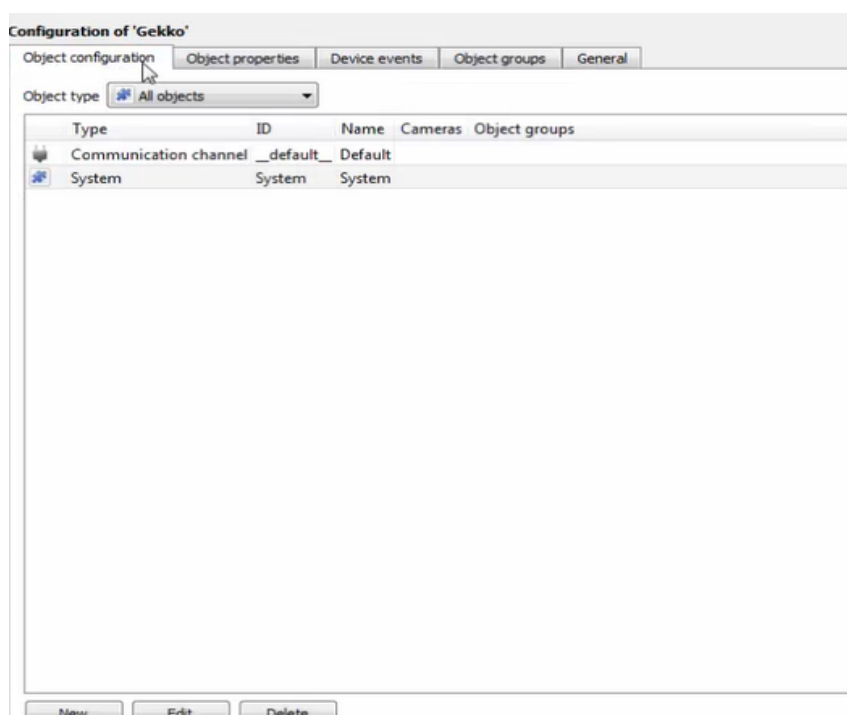 Configuration of 'Gekko'
Object configuration Object properties Device events Object groups General
Object type All objects
Type ID Name Cameras Object groups
Communication channel __default__ Default
System System System
New Edit Delete